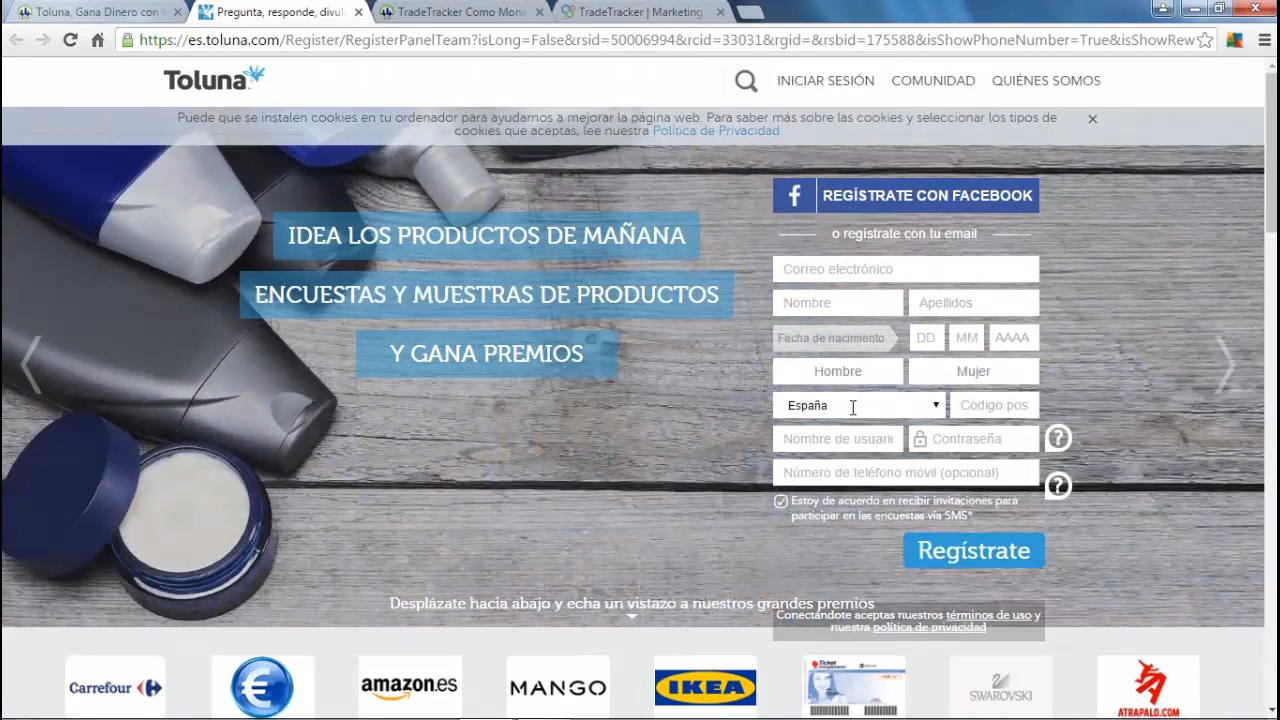 Toluna, Gana Dinero con
Pregunta, responde, divul
TradeTracker Como Mone
TradeTracker | Marketing
https://es.toluna.com/Register/RegisterPanelTeam?isLong=False&rsid=50006994&rcid=33031&rgid=&rsbid=175588&isShowPhoneNumber=True&isShowRew
Toluna
INICIAR SESIÓN
COMUNIDAD
QUIÉNES SOMOS
Puede que se instalen cookies en tu ordenador para ayudarnos a mejorar la página web. Para saber más sobre las cookies y seleccionar los tipos de
cookies que aceptas, lee nuestra Política de Privacidad
IDEA LOS PRODUCTOS DE MAÑANA
ENCUESTAS Y MUESTRAS DE PRODUCTOS
Y GANA PREMIOS
REGÍSTRATE CON FACEBOOK
o regístrate con tu email
Correo electrónico
Nombre
Apellidos
Fecha de nacimiento
DD
MM
AAAA
Hombre
Mujer
España
Código pos
Nombre de usuari
Contraseña
?
Número de teléfono móvil (opcional)
?
Estoy de acuerdo en recibir invitaciones para
participar en las encuestas vía SMS*
Regístrate
Desplázate hacia abajo y echa un vistazo a nuestros grandes premios
Conectándote aceptas nuestros términos de uso y
nuestra política de privacidad
Carrefour
€
amazon.es
MANGO
IKEA
Ticket
SWAROVSKI
ATRAPALO.COM